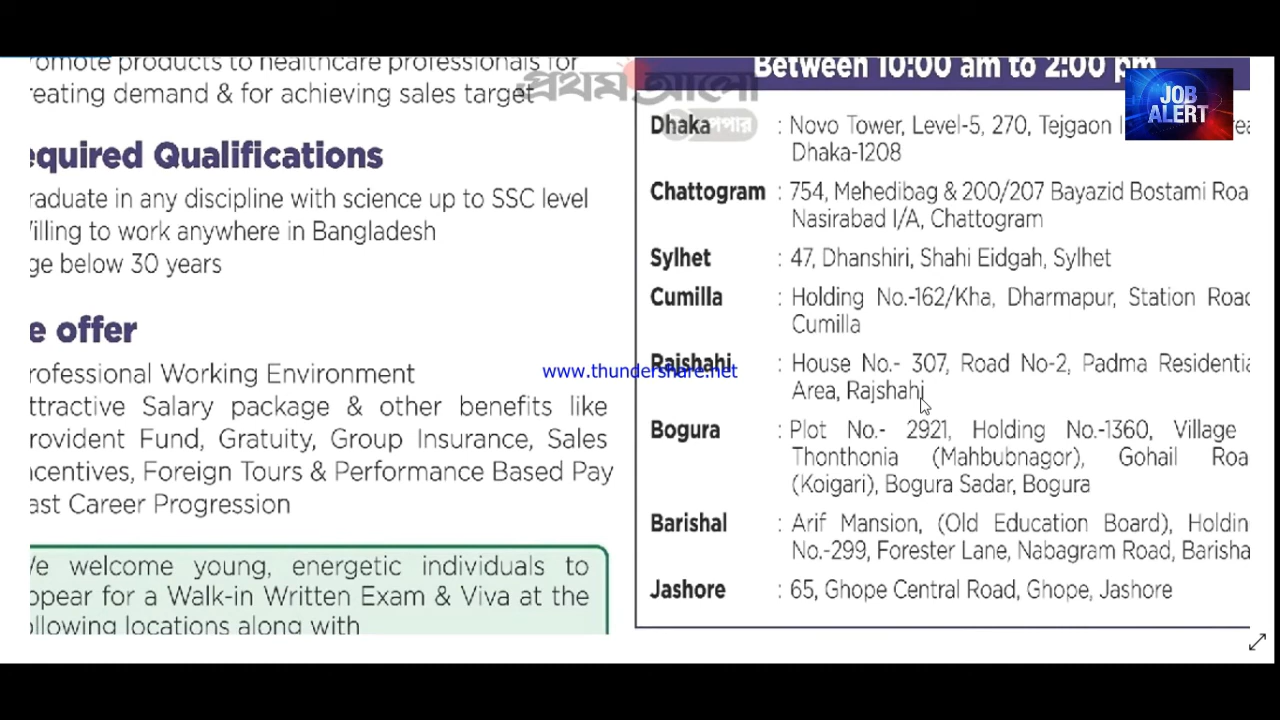 romote products to healthcare professionals for
reating demand & for achieving sales target
equired Qualifications
raduate in any discipline with science up to SSC level
illing to work anywhere in Bangladesh
ge below 30 years
e offer
rofessional Working Environment
ttractive Salary package & other benefits like
rovident Fund, Gratuity, Group Insurance, Sales
ncentives, Foreign Tours & Performance Based Pay
ast Career Progression
e welcome young, energetic individuals to
ppear for a Walk-in Written Exam & Viva at the
ollowing locations along with
প্রথম আলো
Between 10:00 am to 2:00 pm
JOB
ALERT
Dhaka : Novo Tower, Level-5, 270, Tejgaon
Dhaka-1208
Chattogram : 754, Mehedibag & 200/207 Bayazid Bostami Roa
Nasirabad I/A, Chattogram
Sylhet : 47, Dhanshiri, Shahi Eidgah, Sylhet
Cumilla : Holding No.-162/Kha, Dharmapur, Station Road
Cumilla
Rajshahi : House No.- 307, Road No-2, Padma Residentia
Area, Rajshahi
www.thundershare.net
Bogura : Plot No.- 2921, Holding No.-1360, Village
Thonthonia (Mahbubnagor), Gohail Roa
(Koigari), Bogura Sadar, Bogura
Barishal : Arif Mansion, (Old Education Board), Holdin
No.-299, Forester Lane, Nabagram Road, Barisha
Jashore : 65, Ghope Central Road, Ghope, Jashore